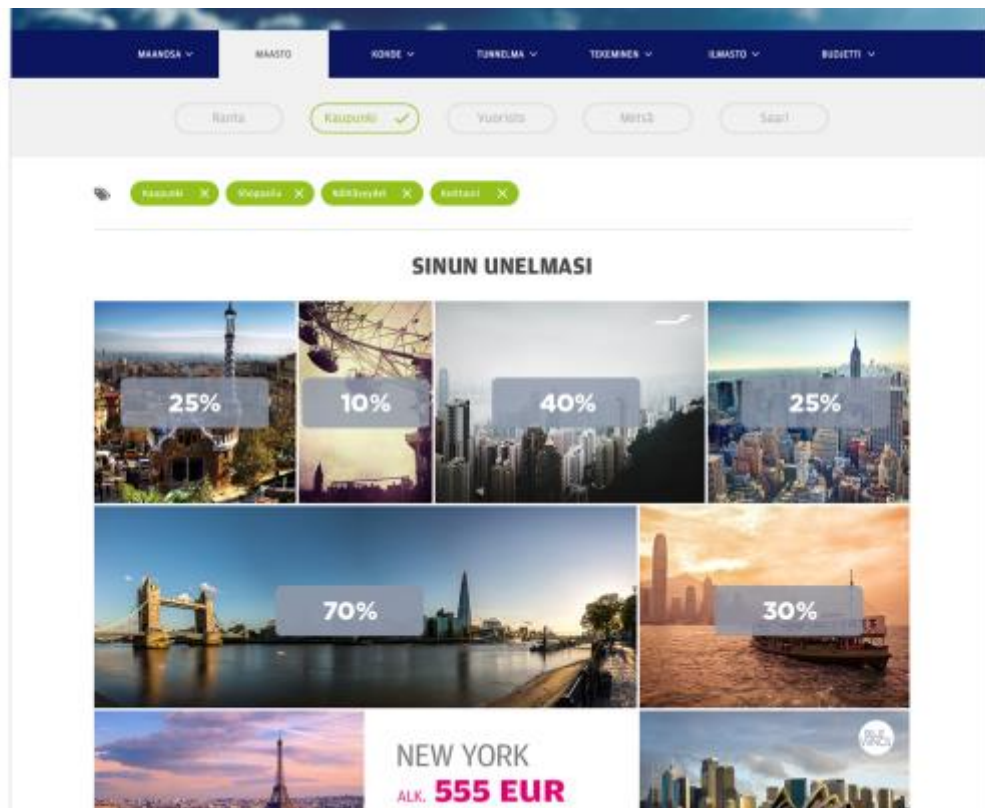 MAANOSA
MAASTO
KOHDE
TUNNELMA
TEKEMINEN
ILMASTO
BUDJETTI
Ranta
Kaupunki
Vuoristo
Metsä
Saari
Kaupunki
Shoppailu
Nähtävyydet
SINUN UNELMASI
25%
10%
40%
25%
70%
30%
NEW YORK
ALK. 555 EUR